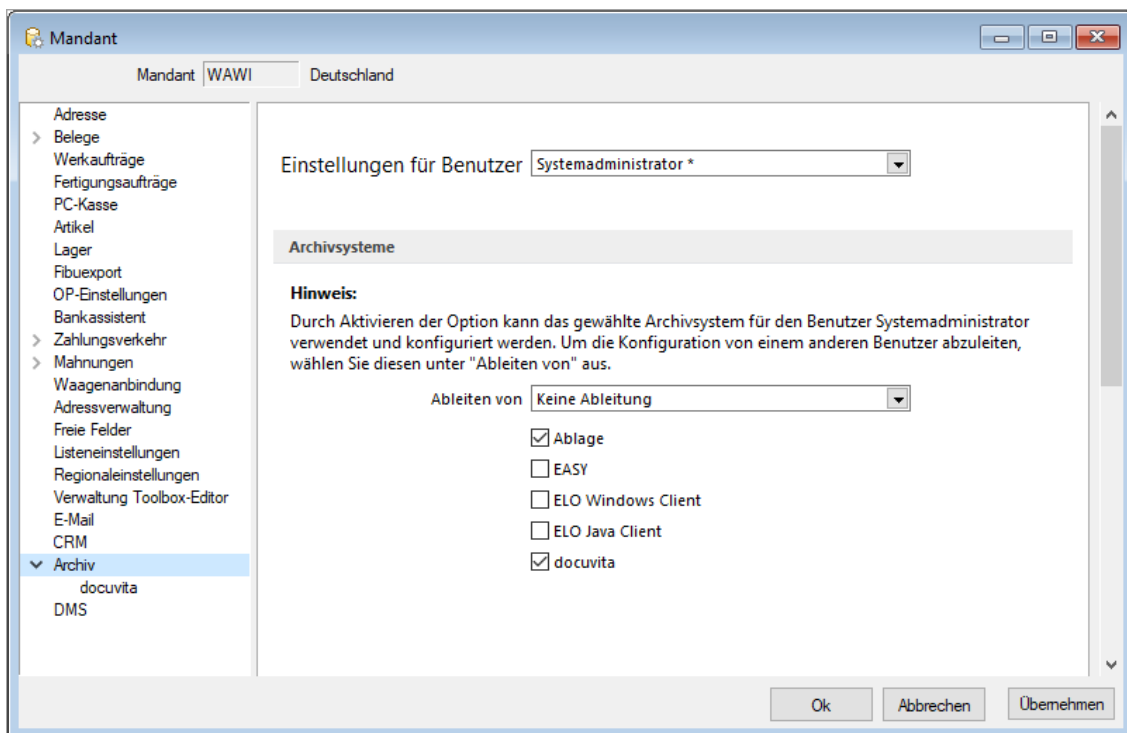 Mandant
Mandant WAWI Deutschland
Adresse
Belege
Werkaufträge
Fertigungsaufträge
PC-Kasse
Artikel
Lager
Fibuexport
OP-Einstellungen
Bankassistent
Zahlungsverkehr
Mahnungen
Waagenanbindung
Adressverwaltung
Freie Felder
Listeneinstellungen
Regionaleinstellungen
Verwaltung Toolbox-Editor
E-Mail
CRM
Archiv
docuvita
DMS
Einstellungen für Benutzer Systemadministrator *
Archivsysteme
Hinweis:
Durch Aktivieren der Option kann das gewählte Archivsystem für den Benutzer Systemadministrator
verwendet und konfiguriert werden. Um die Konfiguration von einem anderen Benutzer abzuleiten,
wählen Sie diesen unter "Ableiten von" aus.
Ableiten von Keine Ableitung
Ablage
EASY
ELO Windows Client
ELO Java Client
docuvita
Ok Abbrechen Übernehmen